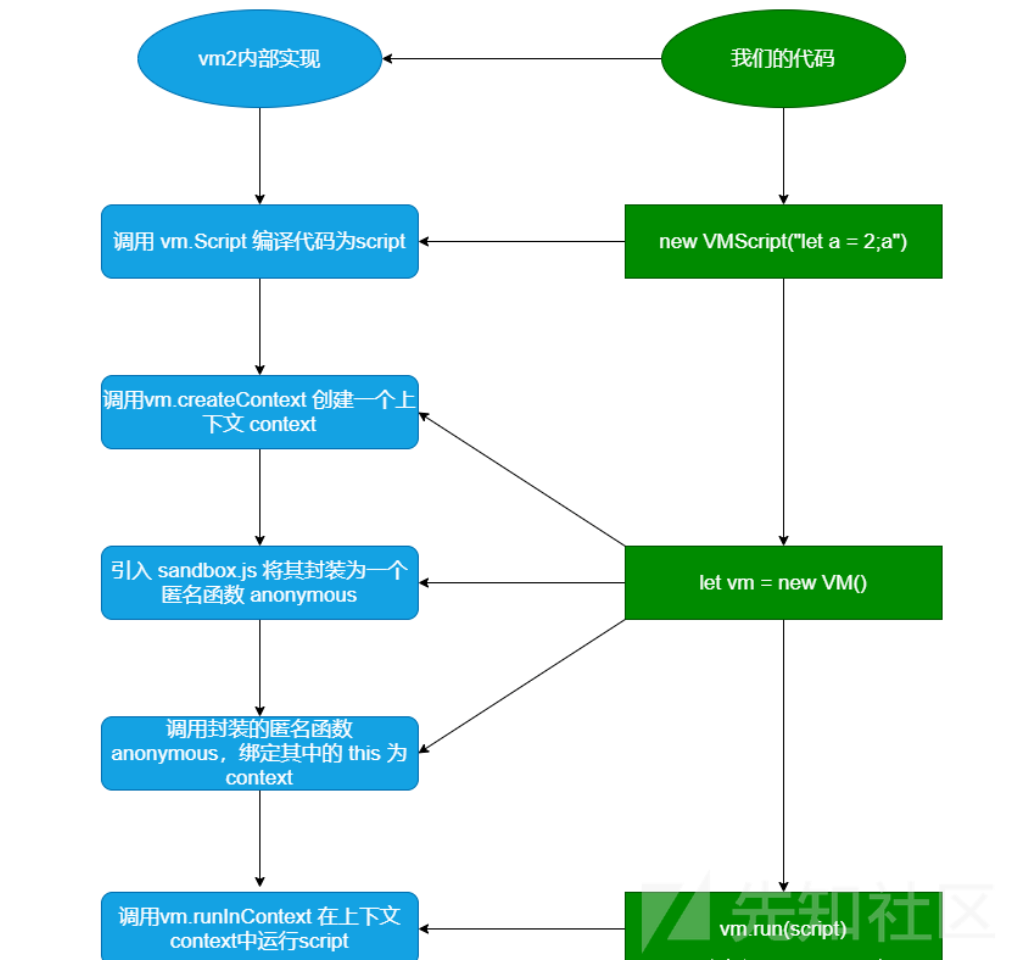 vm2内部实现
我们的代码
调用 vm.Script 编译代码为script
new VMScript("let a = 2;a")
调用vm.createContext 创建一个上
下文 context
引入 sandbox.js 将其封装为一个
匿名函数 anonymous
let vm = new VM()
调用封装的匿名函数
anonymous，绑定其中的 this 为
context
调用vm.runInContext 在上下文
context中运行script
vm.run(script)
先知社区